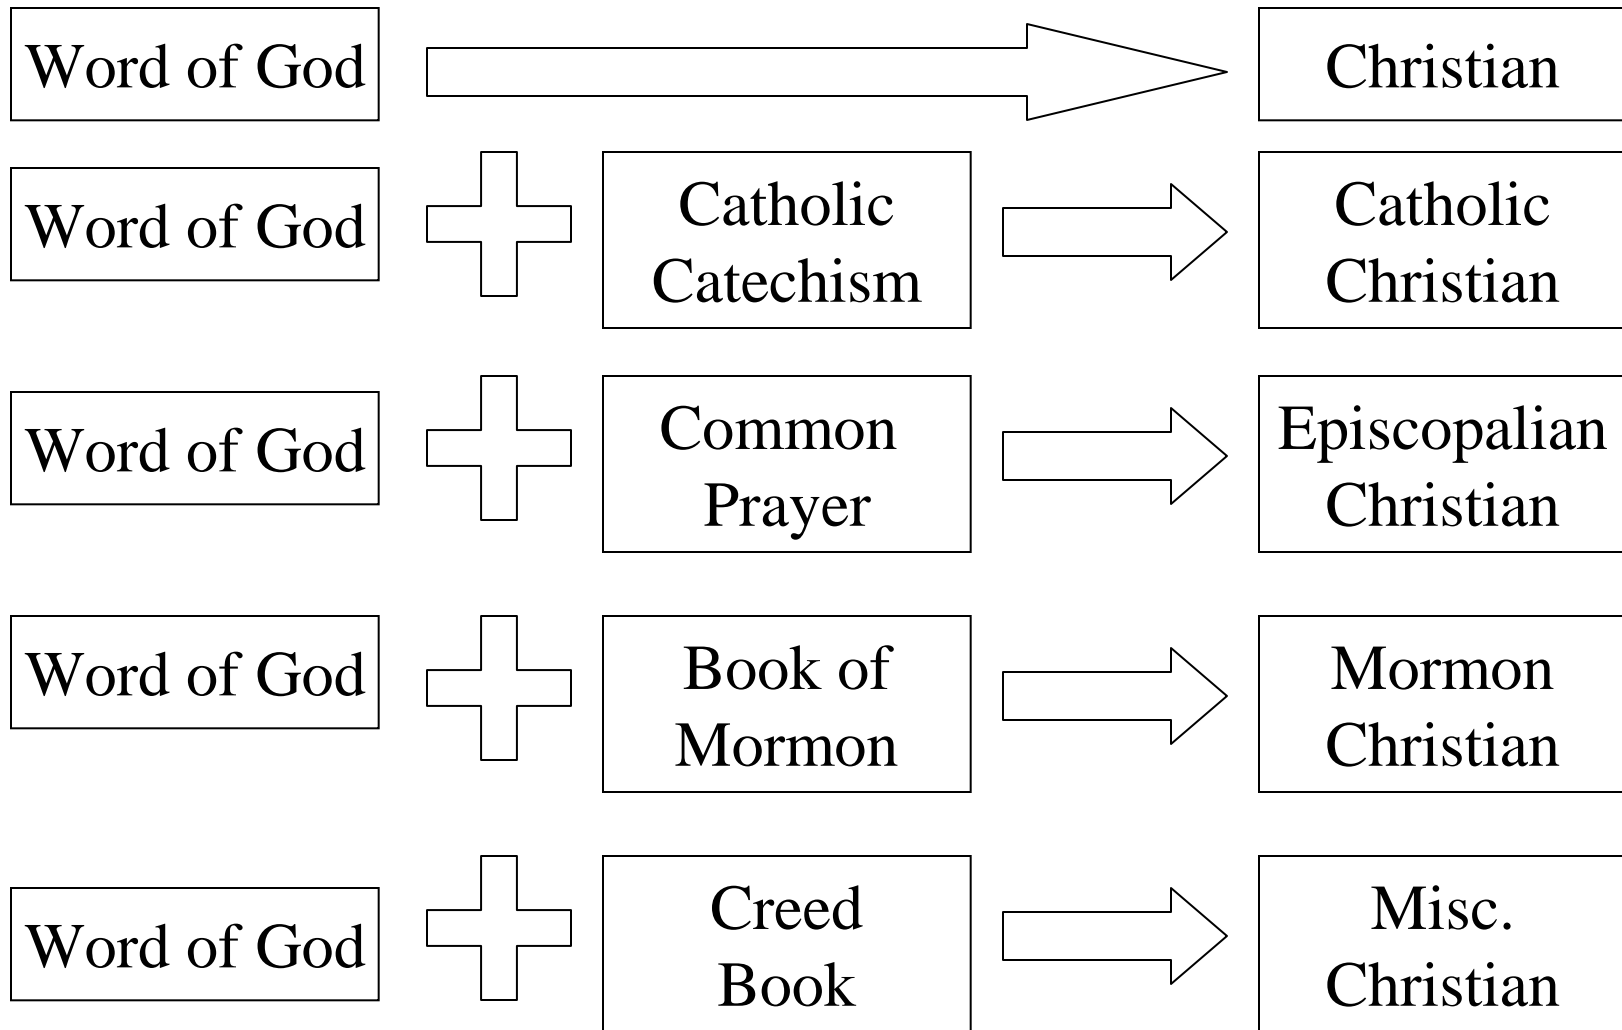 Word of God
Christian
Word of God
Catholic
Catechism
Catholic
Christian
Word of God
Common
Prayer
Episcopalian
Christian
Word of God
Book of
Mormon
Mormon
Christian
Word of God
Creed
Book
Misc.
Christian